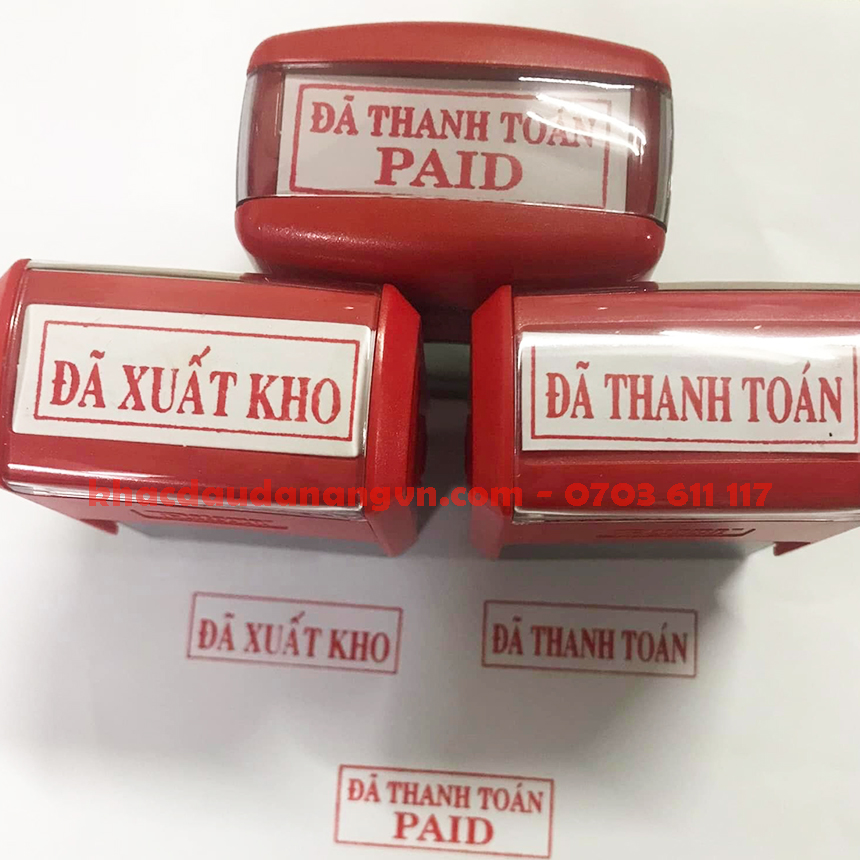 ĐÃ THANH TOÁN
PAID
ĐÃ XUẤT KHO
ĐÃ THANH TOÁN
khacdaudanangvn.com - 0703 611 117
ĐÃ XUẤT KHO
ĐÃ THANH TOÁN
ĐÃ THANH TOÁN
PAID